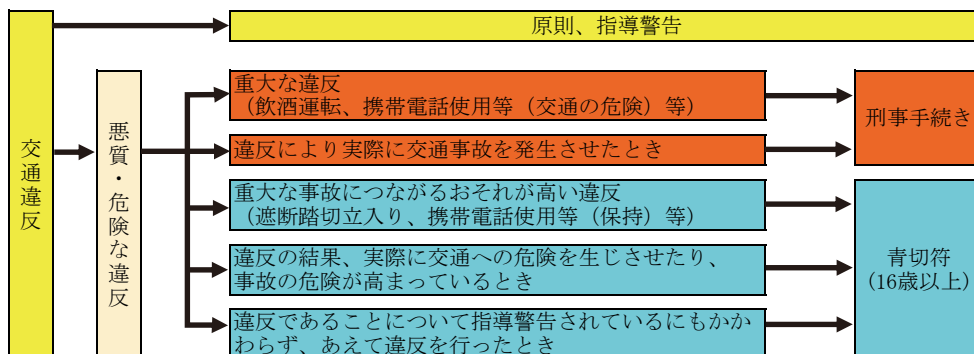 交通違反
原則、指導警告
悪質・危険な違反
重大な違反
（飲酒運転、携帯電話使用等（交通の危険）等）
違反により実際に交通事故を発生させたとき
刑事手続き
重大な事故につながるおそれが高い違反
（遮断踏切立入り、携帯電話使用等（保持）等）
違反の結果、実際に交通への危険を生じさせたり、
事故の危険が高まっているとき
違反であることについて指導警告されているにもかか
わらず、あえて違反を行ったとき
青切符
(16歳以上)